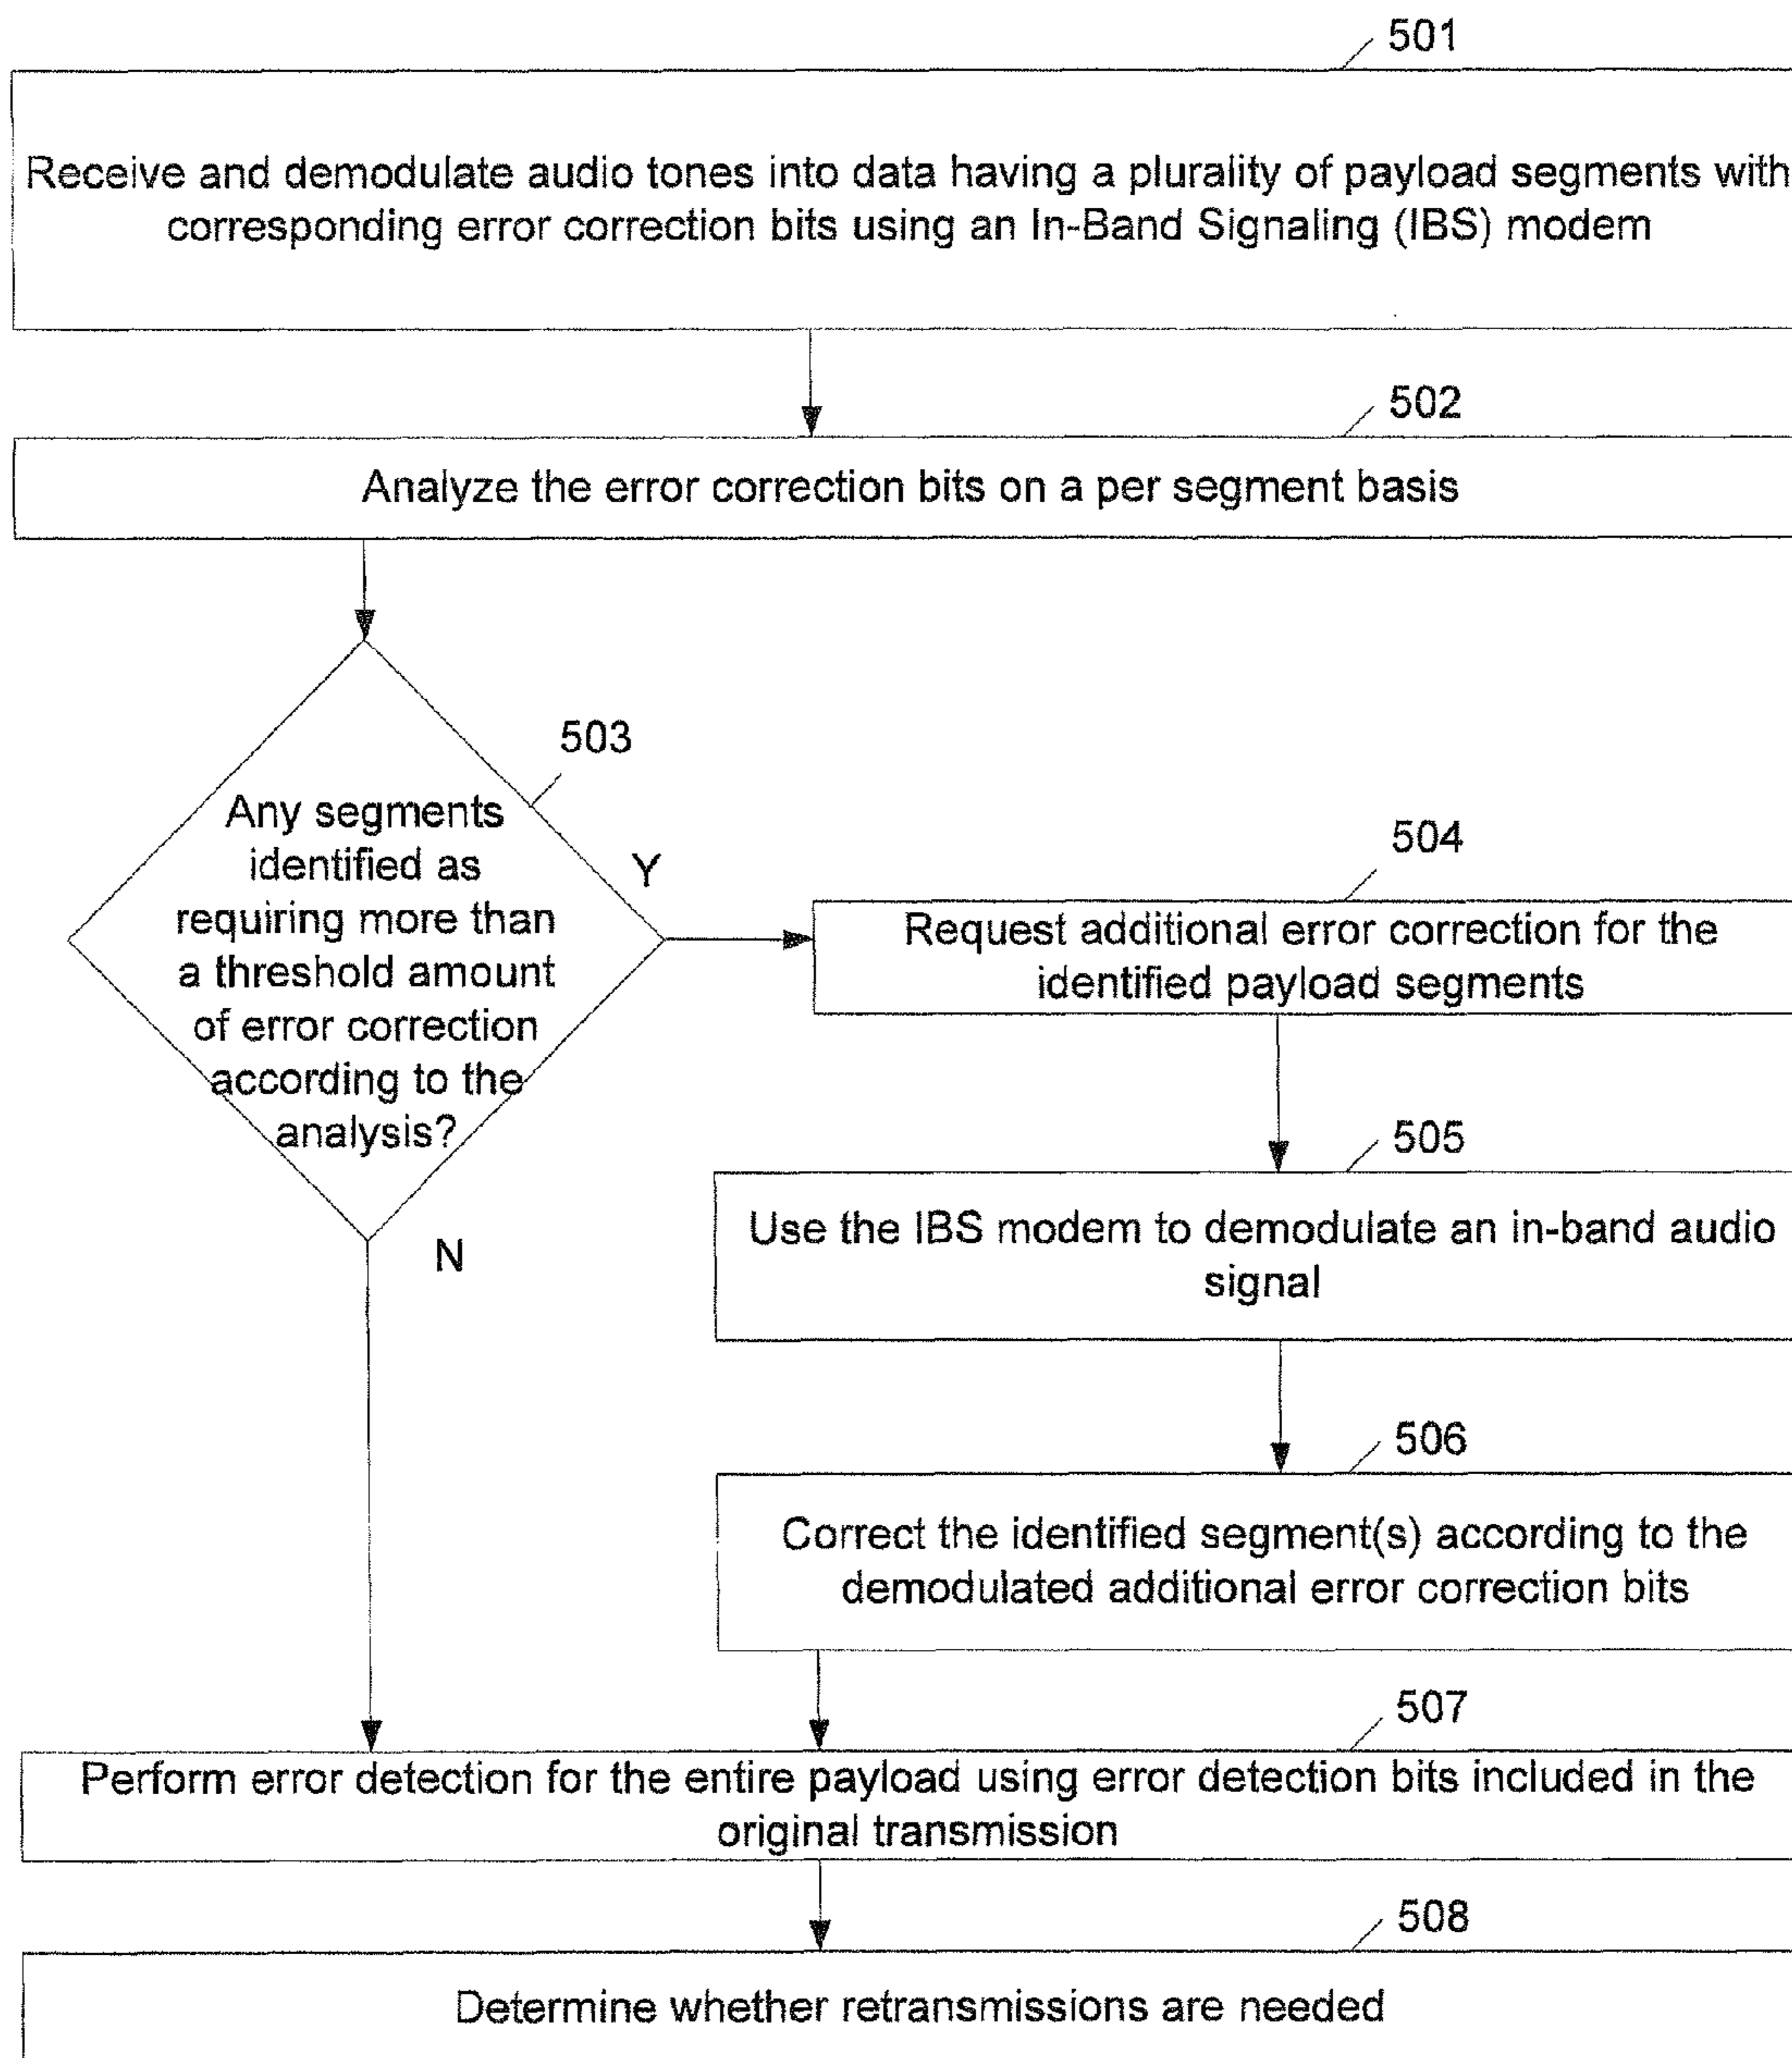 501
Receive and demodulate audio tones into data having a plurality of payload segments with
corresponding error correction bits using an In-Band Signaling (IBS) modem
502
Analyze the error correction bits on a per segment basis
503
Any segments
identified as
requiring more than
a threshold amount
of error correction
according to the
analysis?
Y
N
504
Request additional error correction for the
identified payload segments
505
Use the IBS modem to demodulate an in-band audio
signal
506
Correct the identified segment(s) according to the
demodulated additional error correction bits
507
Perform error detection for the entire payload using error detection bits included in the
original transmission
508
Determine whether retransmissions are needed